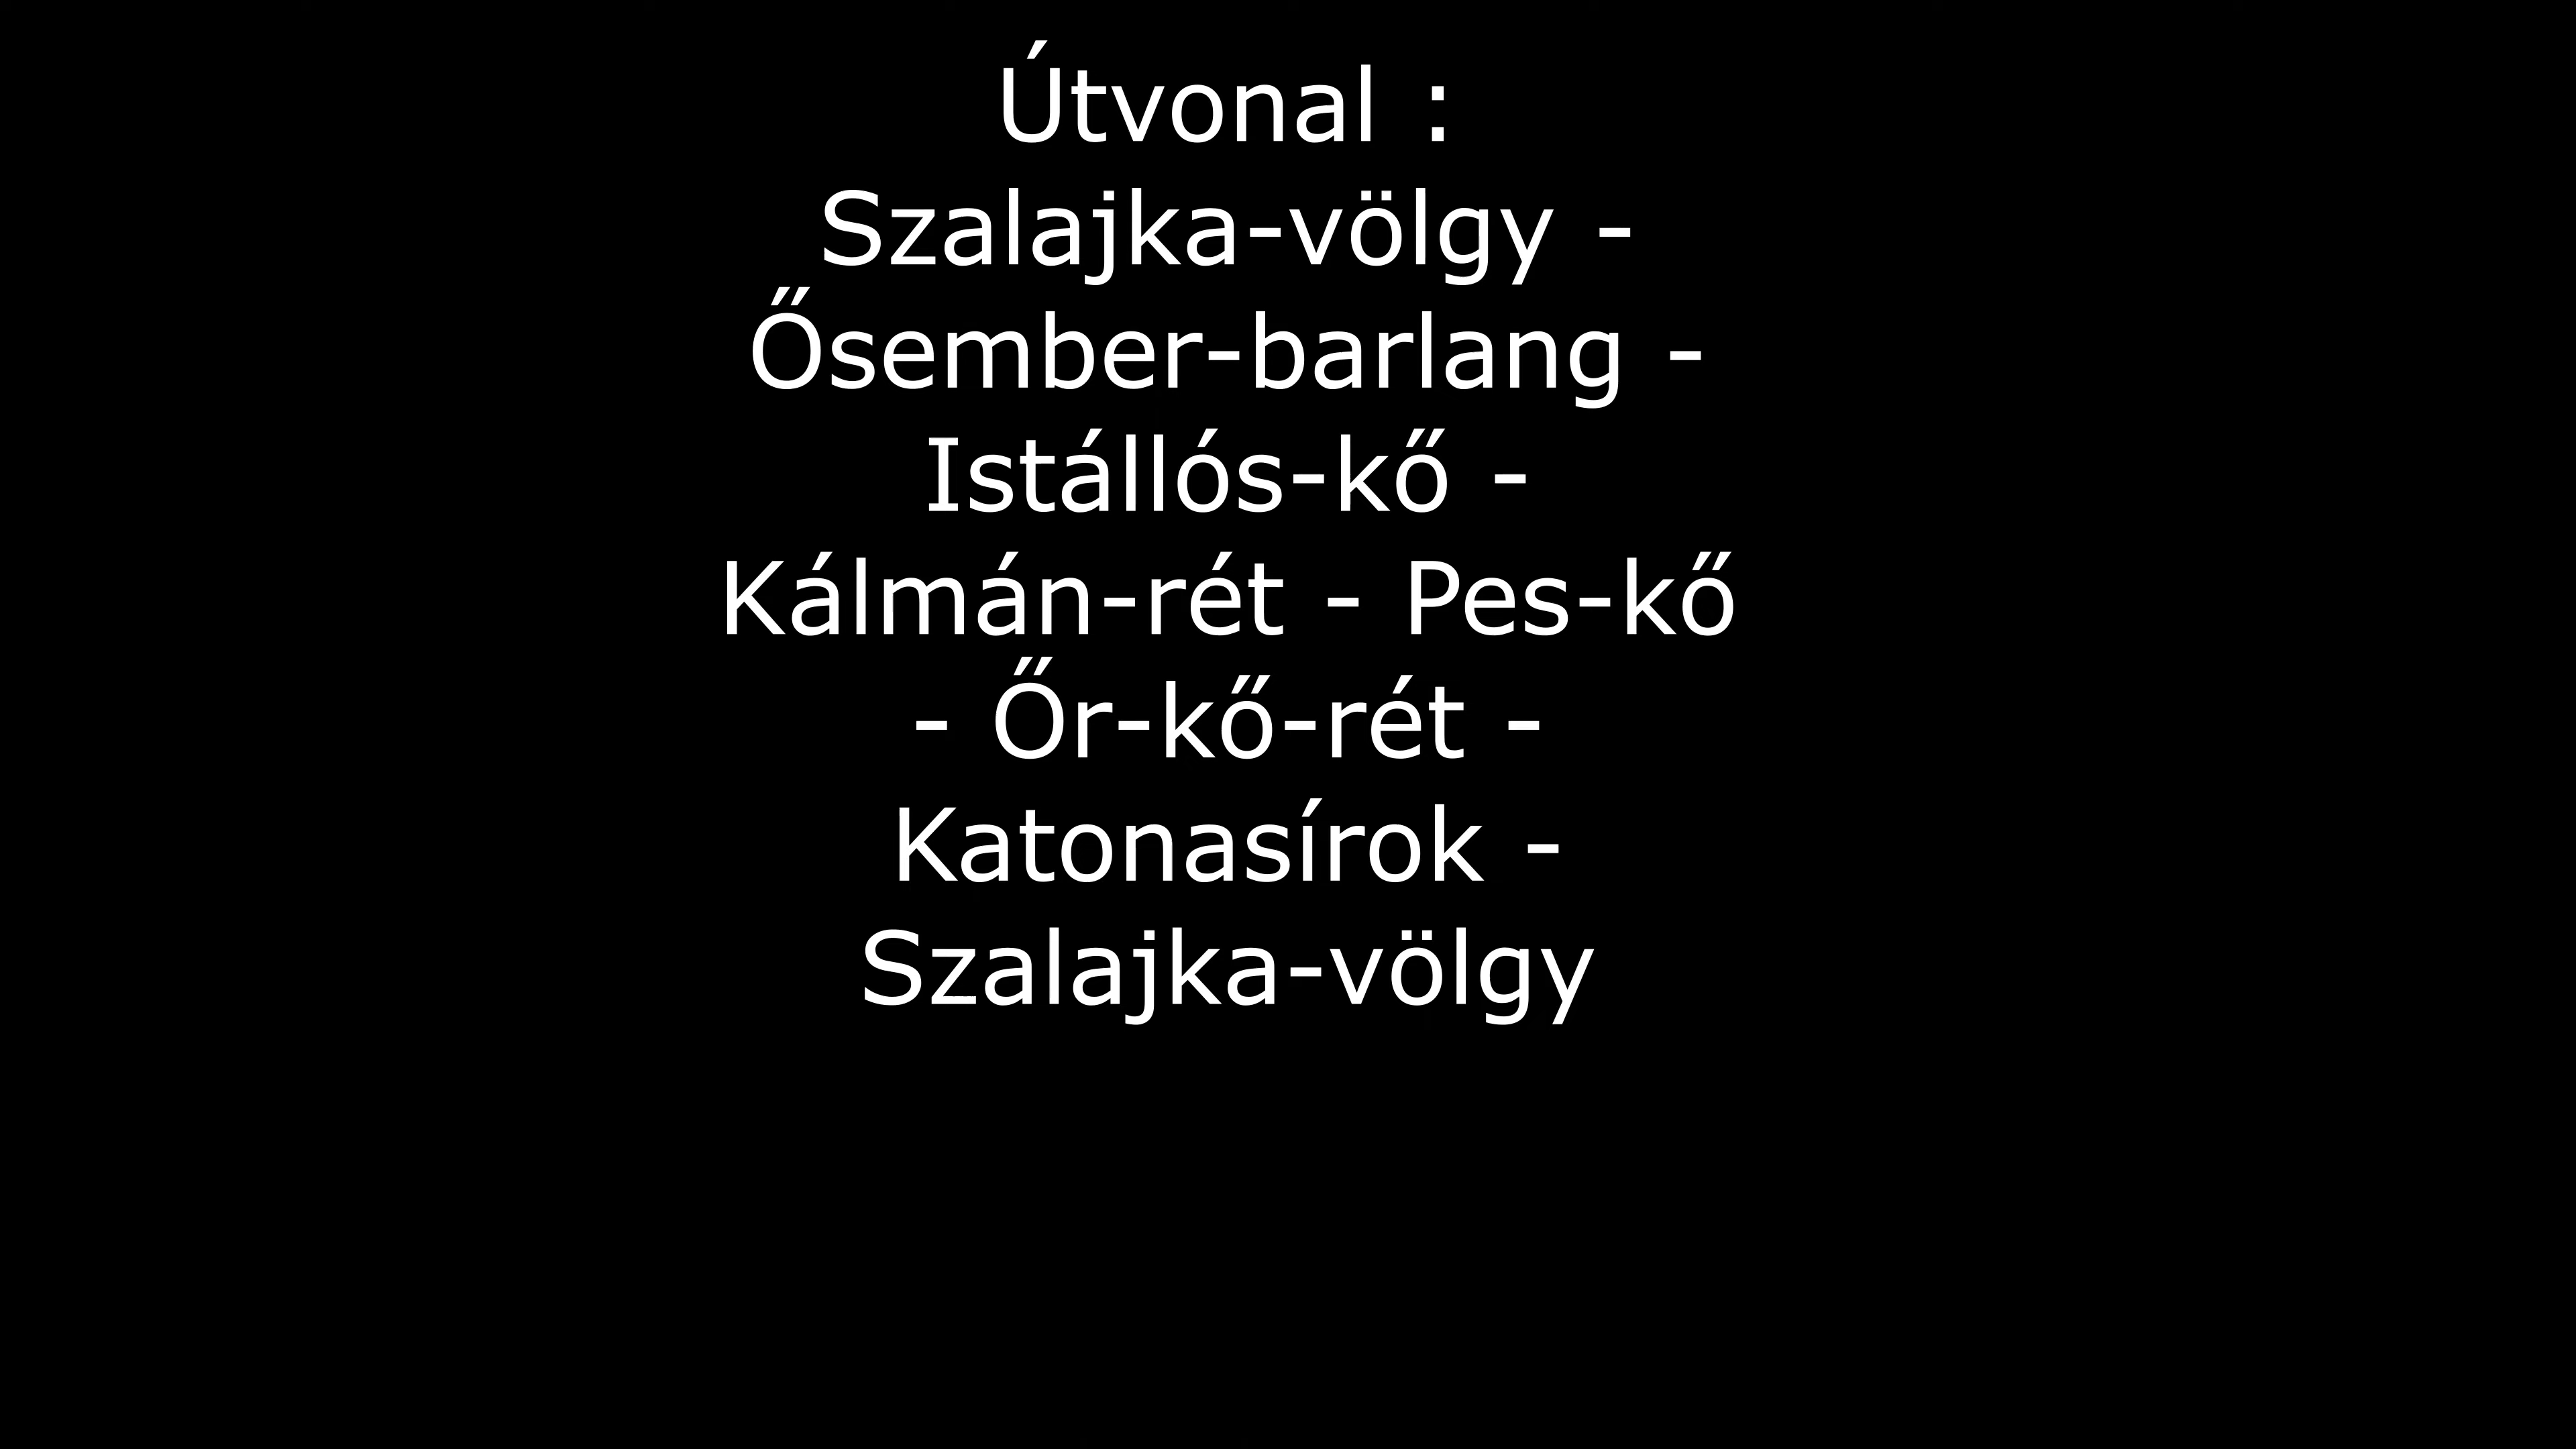 Útvonal :
Szalajka-völgy -
Ősember-barlang -
Istállós-kő -
Kálmán-rét - Pes-kő
- Őr-kő-rét -
Katonasírok -
Szalajka-völgy